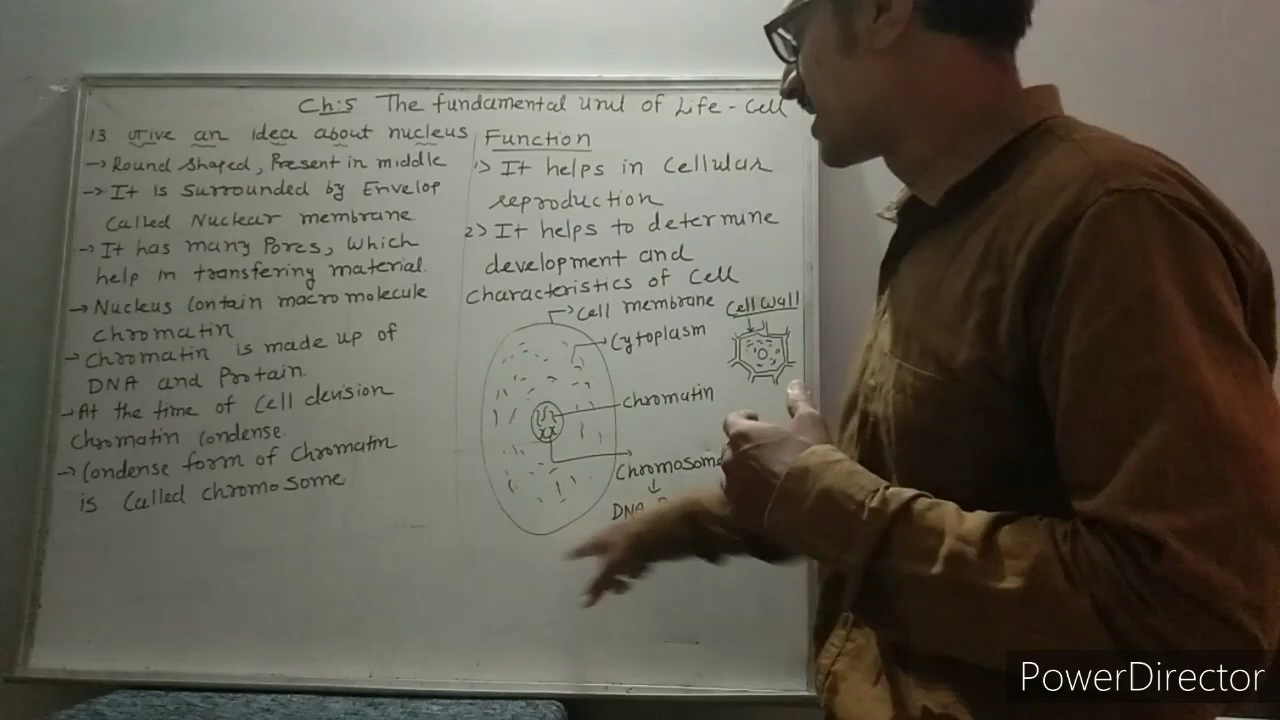 Ch:5 The fundamental unit of Life - Cell
13. Give an idea about nucleus
→ Round shaped, Present in middle
→ It is surrounded by Envelop
Called Nuclear membrane
→ It has many Pores, which
help in transfering material.
→ Nucleus Contain macro molecule
Chromatin
→ Chromatin is made up of
DNA and Protain.
→ At the time of Cell devision
Chromatin Condense.
→ Condense form of Chromatin
is Called chromosome
Function
1> It helps in Cellular
reproduction
2> It helps to determine
development and
Characteristics of Cell
Cell membrane
Cell wall
Cytoplasm
Chromatin
Chromosome
DNA
PowerDirector